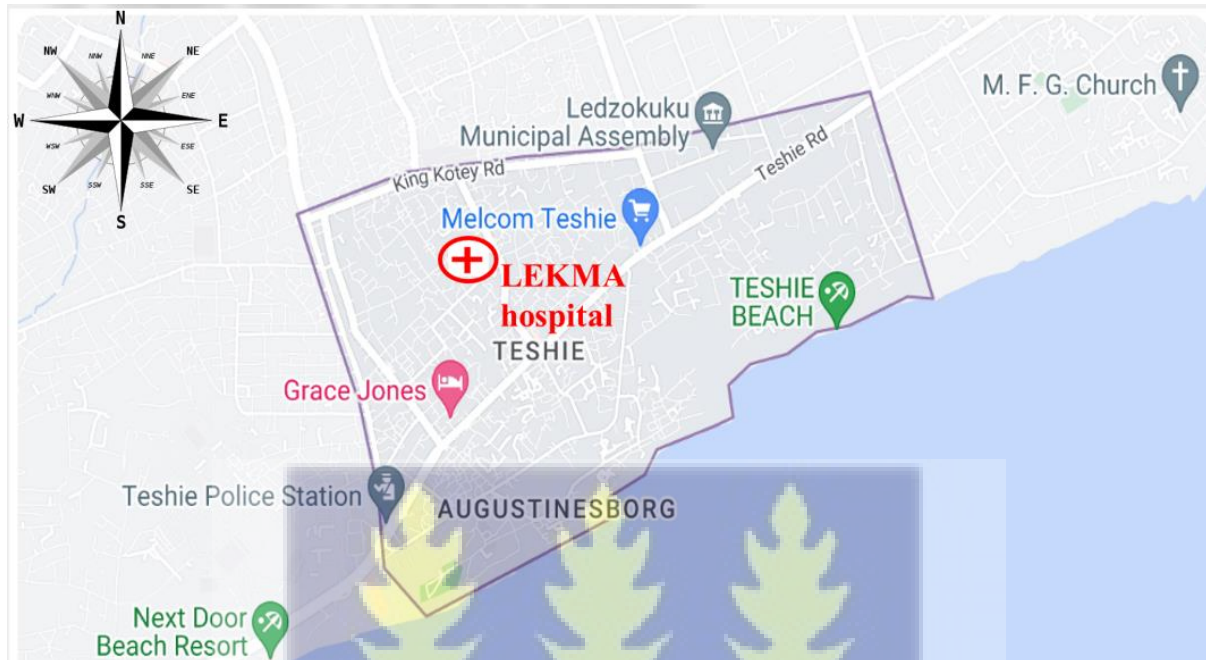 N
NNW
NNE
NW
NE
WNW
ENE
W
E
WSW
ESE
SW
SSW
SSE
SE
S
M. F. G. Church
Ledzokuku
Municipal Assembly
Teshie Rd
King Kotey Rd
Melcom Teshie
LEKMA
hospital
TESHIE
BEACH
TESHIE
Grace Jones
Teshie Police Station
AUGUSTINESBORG
Next Door
Beach Resort